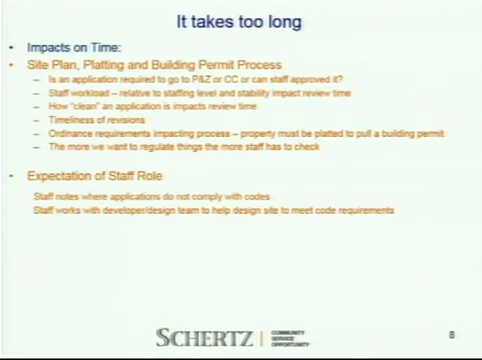 It takes too long
• Impacts on Time:
• Site Plan, Platting and Building Permit Process
– Is an application required to go to P&Z or CC or can staff approved it?
– Staff workload – relative to staffing level and stability impact review time
– How "clean" an application is impacts review time
– Timeliness of revisions
– Ordinance requirements impacting process – property must be platted to pull a building permit
– The more we want to regulate things the more staff has to check
• Expectation of Staff Role
Staff notes where applications do not comply with codes
Staff works with developer/design team to help design site to meet code requirements
SCHERTZ | COMMUNITY
SERVICE
OPPORTUNITY
8